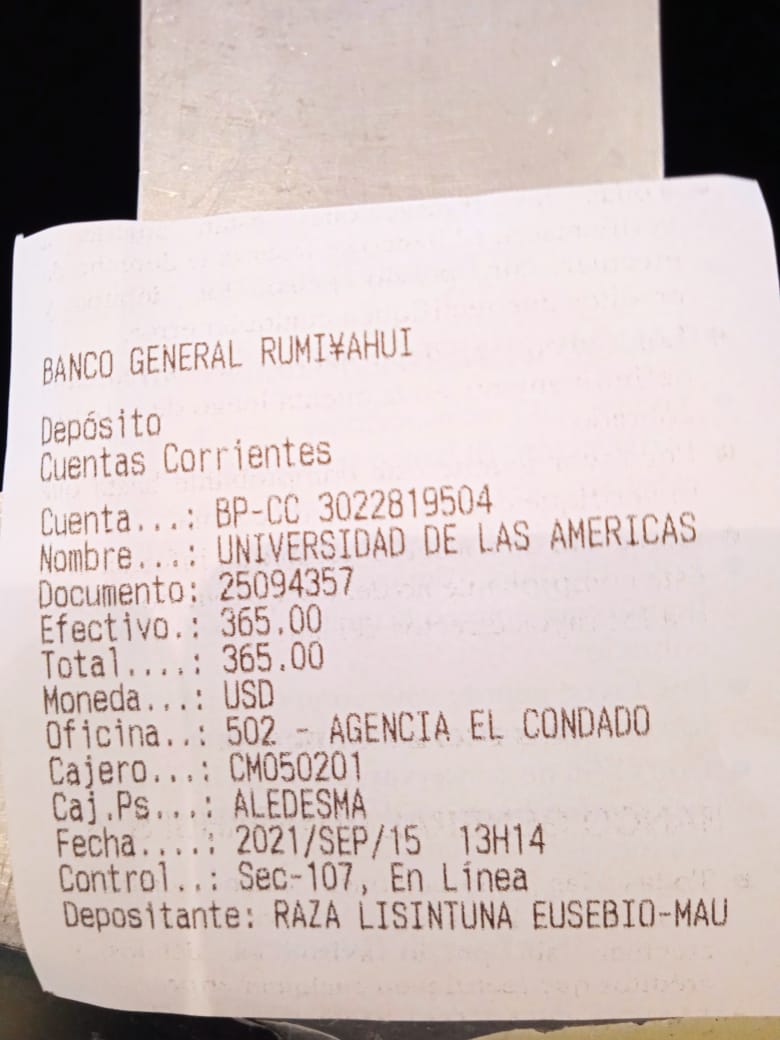 BANCO GENERAL RUMI¥AHUI
Depósito
Cuentas Corrientes
Cuenta...: BP-CC 3022819504
Nombre...: UNIVERSIDAD DE LAS AMERICAS
Documento: 25094357
Efectivo.: 365.00
Total....: 365.00
Moneda...: USD
Oficina..: 502 - AGENCIA EL CONDADO
Cajero...: CM050201
Caj.Ps...: ALEDESMA
Fecha....: 2021/SEP/15 13H14
Control..: Sec-107, En Línea
Depositante: RAZA LISINTUNA EUSEBIO-MAU